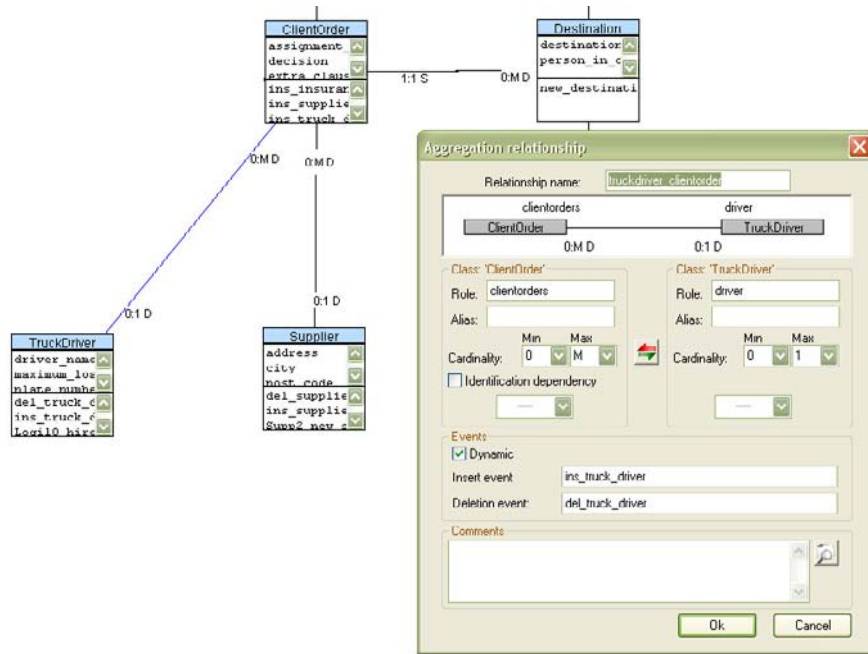 ClientOrder
assignment_
decision
extra_claus
ins_insuran
ins_supplie
ins_truck_d
Destination
destination
person_in_c
new_destinati
1:1 S
0:M D
0:M D
0:M D
0:1 D
0:1 D
TruckDriver
driver_name
maximum_loa
plate_numbe
del_truck_d
ins_truck_d
Logi10_hire
Supplier
address
city
post_code
del_supplie
ins_supplie
Supp2_new_s
Aggregation relationship
Relationship name: truckdriver_clientorder
clientorders driver
ClientOrder TruckDriver
0:M D 0:1 D
Class: 'ClientOrder' Class: 'TruckDriver'
Role: clientorders Role: driver
Alias: Alias:
Min Max Min Max
Cardinality: 0 M Cardinality: 0 1
Identification dependency
Events
Dynamic
Insert event ins_truck_driver
Deletion event: del_truck_driver
Comments
Ok Cancel